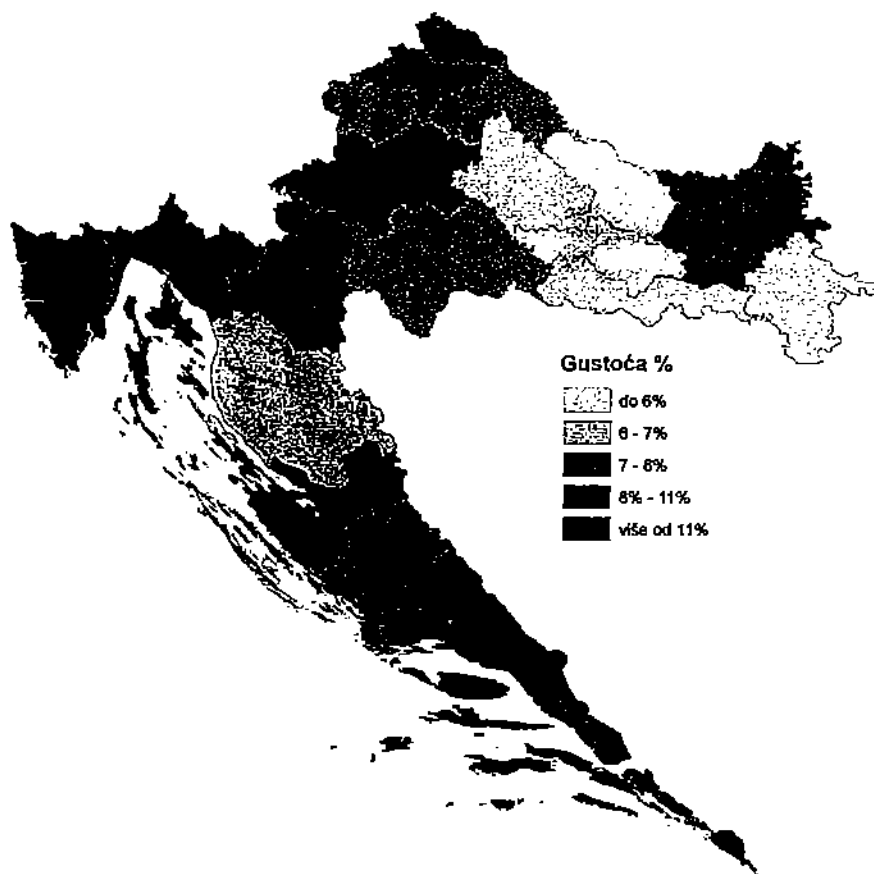 Gustoća %
do 6%
6 - 7%
7 - 8%
8% - 11%
više od 11%